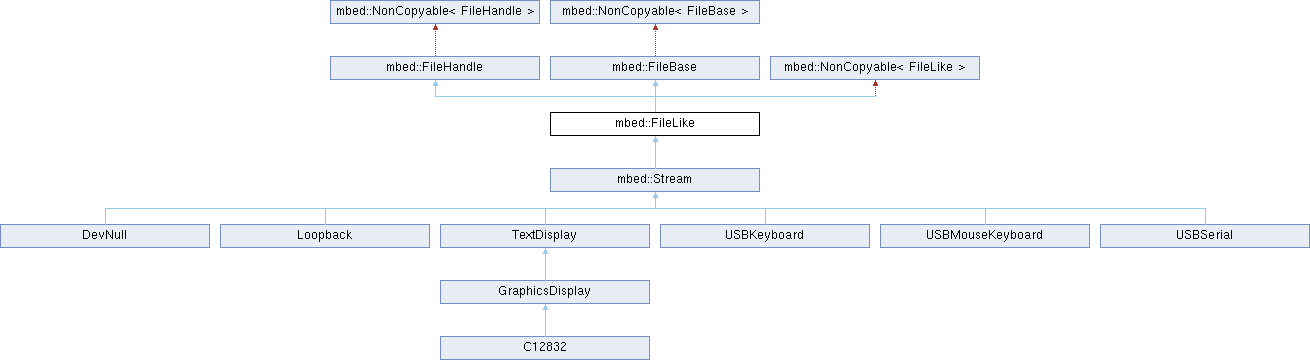 mbed::NonCopyable< FileHandle >
mbed::NonCopyable< FileBase >
mbed::FileHandle
mbed::FileBase
mbed::NonCopyable< FileLike >
mbed::FileLike
mbed::Stream
DevNull
Loopback
TextDisplay
USBKeyboard
USBMouseKeyboard
USBSerial
GraphicsDisplay
C12832